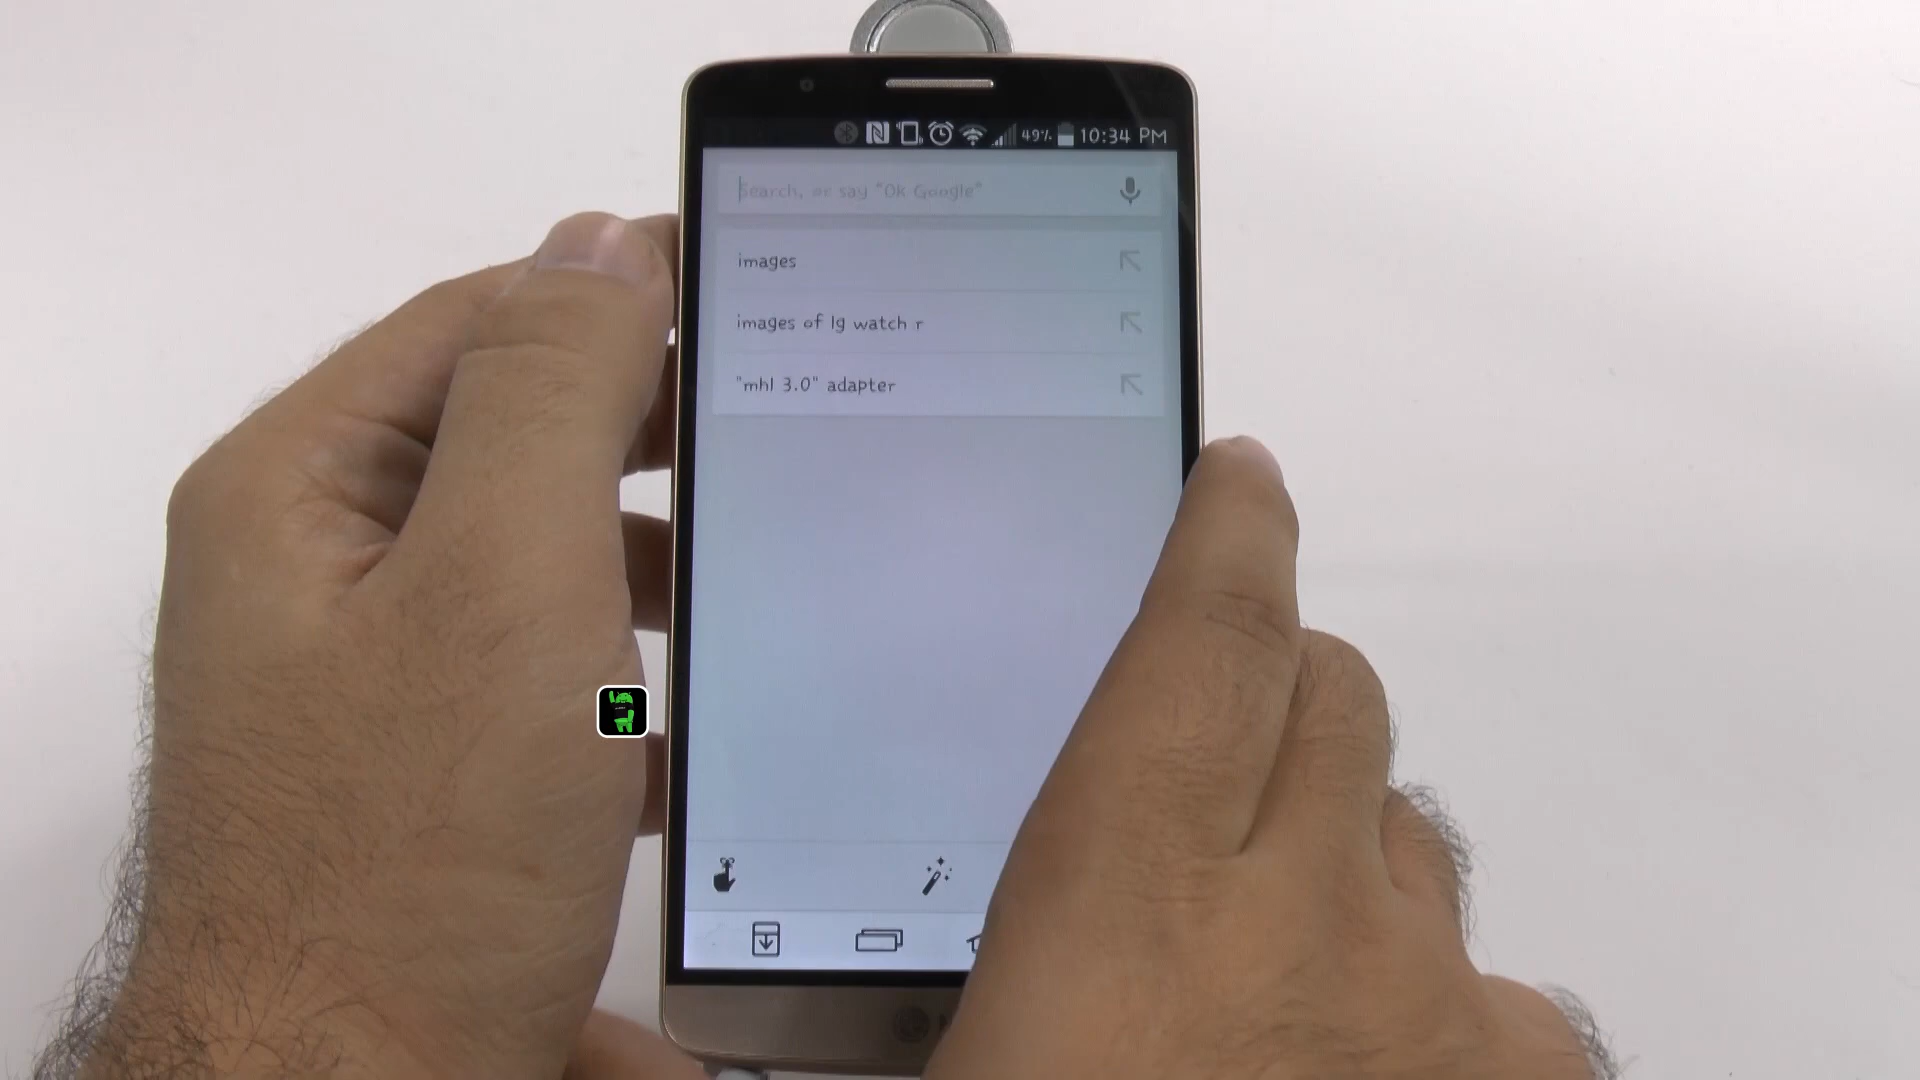 49% 10:34 PM
Search, or say "Ok Google"
images
images of lg watch r
"mhl 3.0" adapter